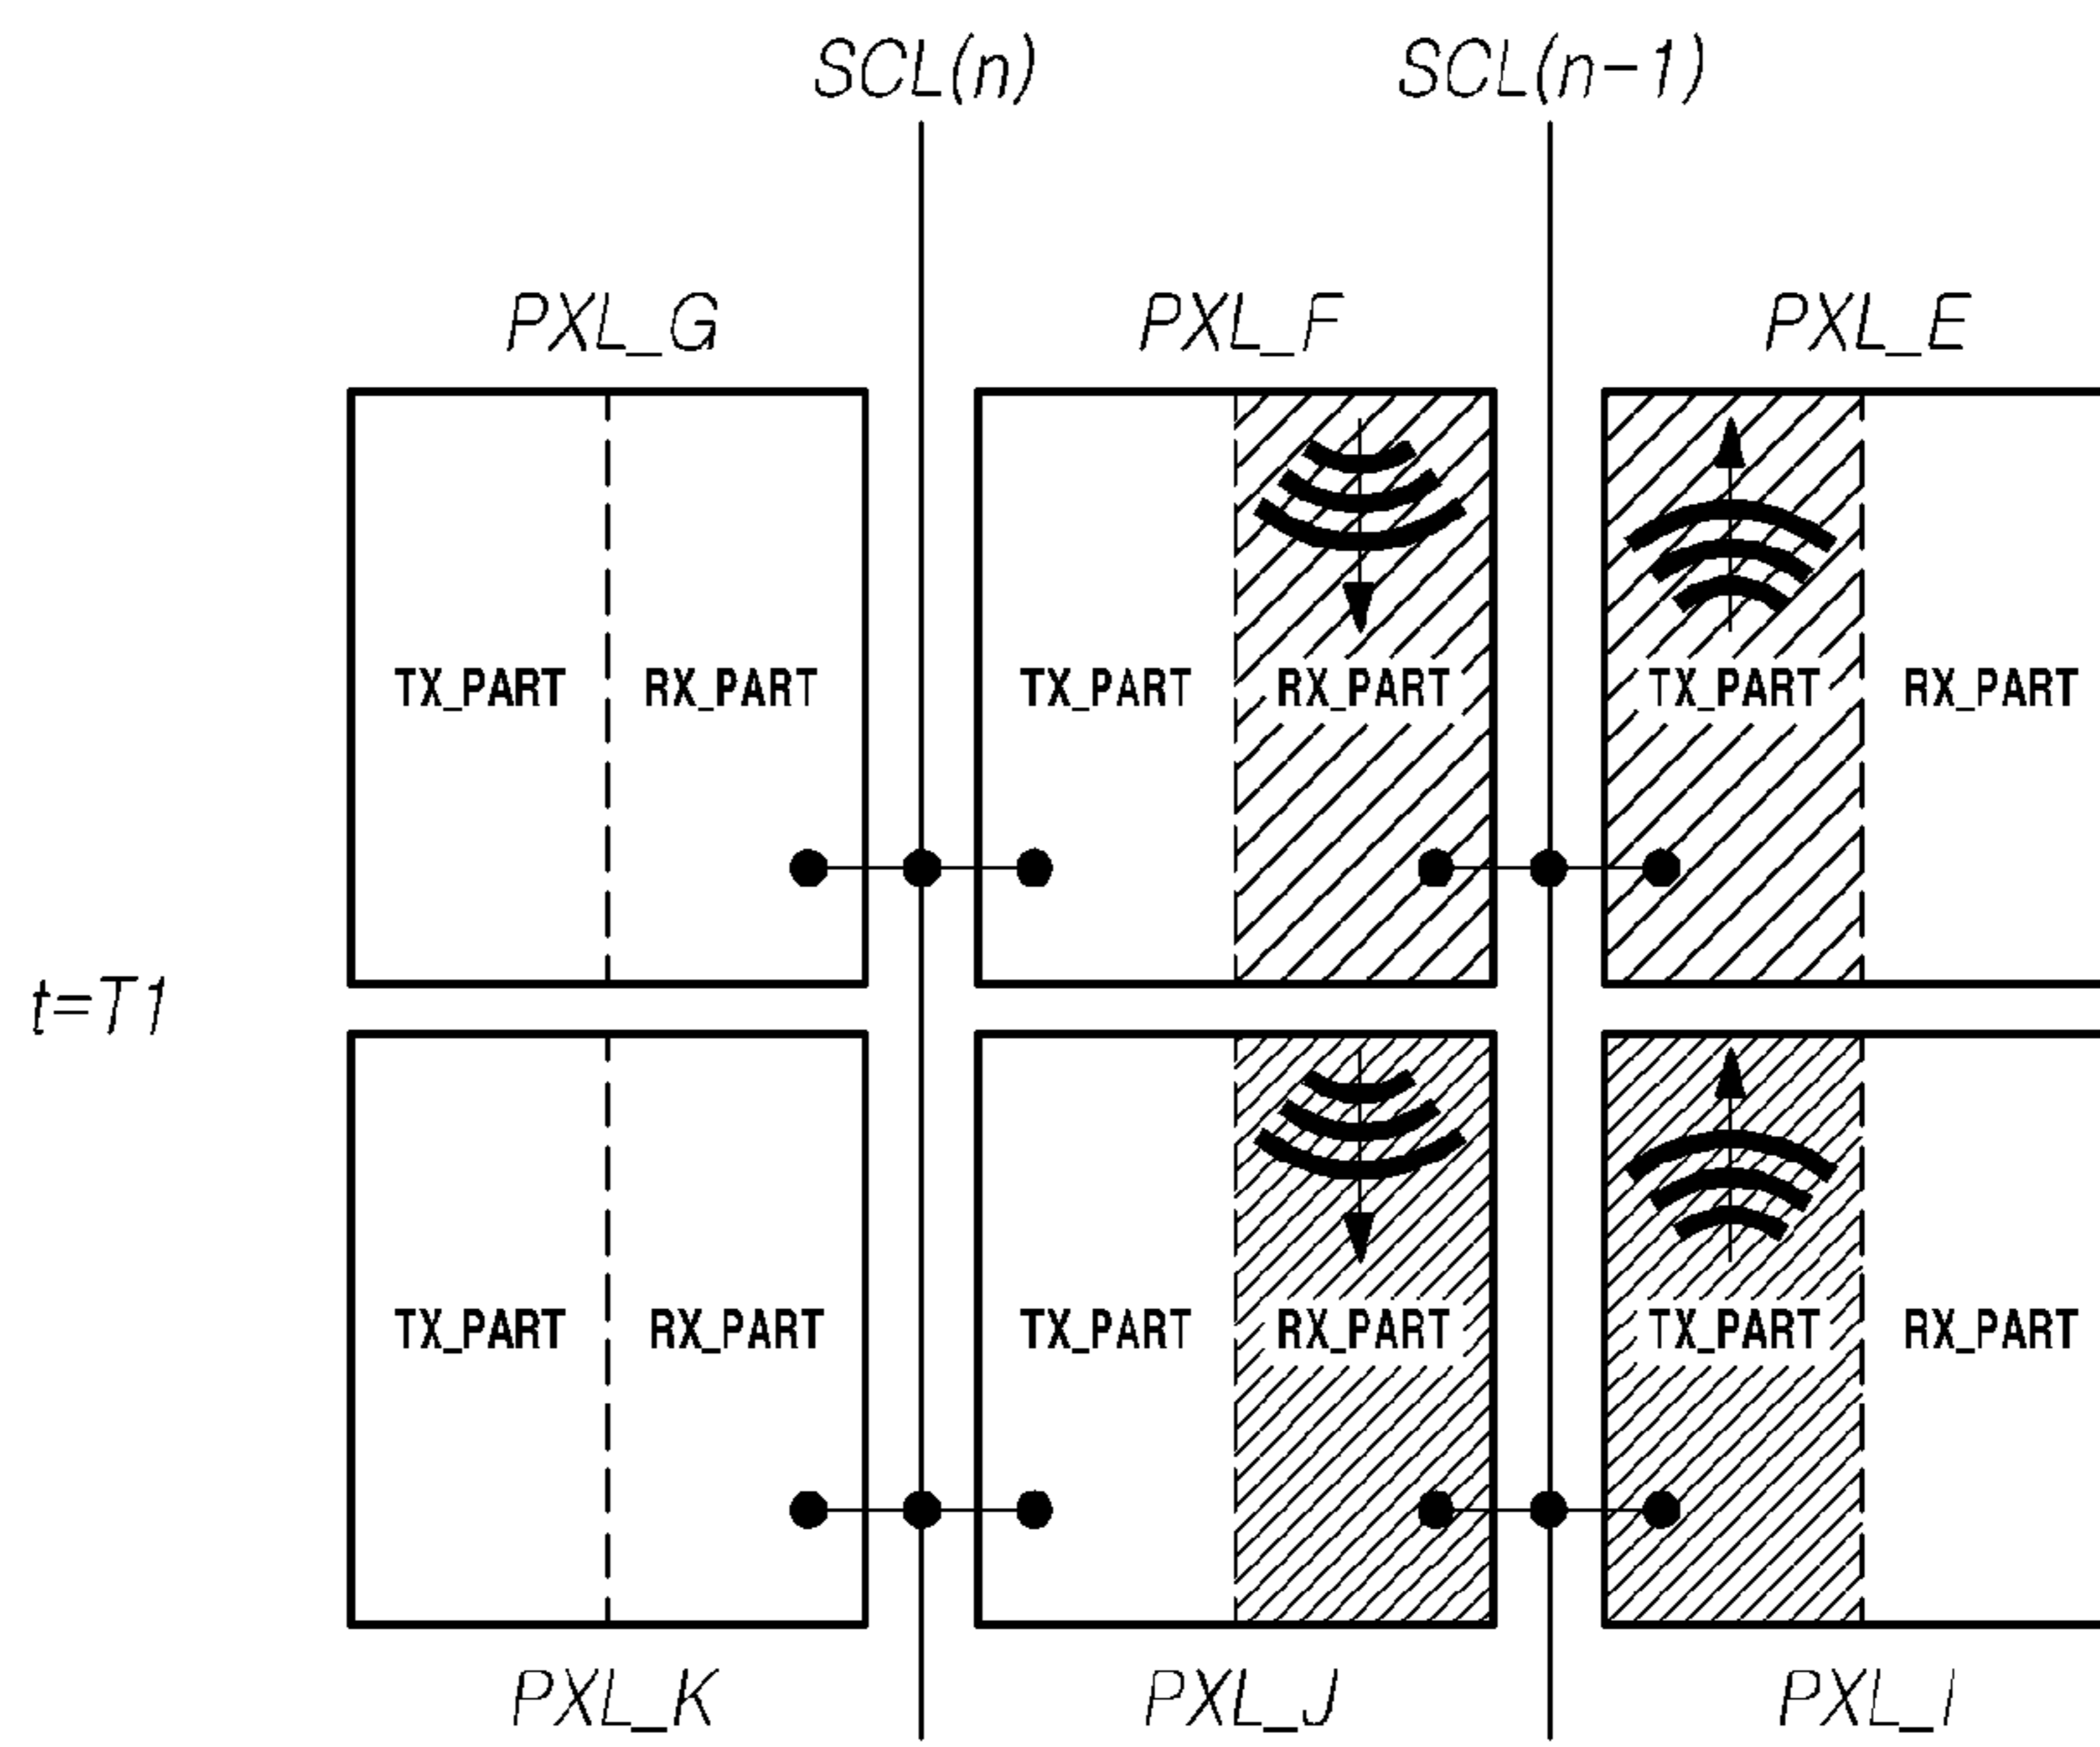 SCL(n) SCL(n-1)
PXL_G PXL_F PXL_E
TX_PART RX_PART TX_PART RX_PART TX_PART RX_PART
t=T1
TX_PART RX_PART TX_PART RX_PART TX_PART RX_PART
PXL_K PXL_J PXL_I